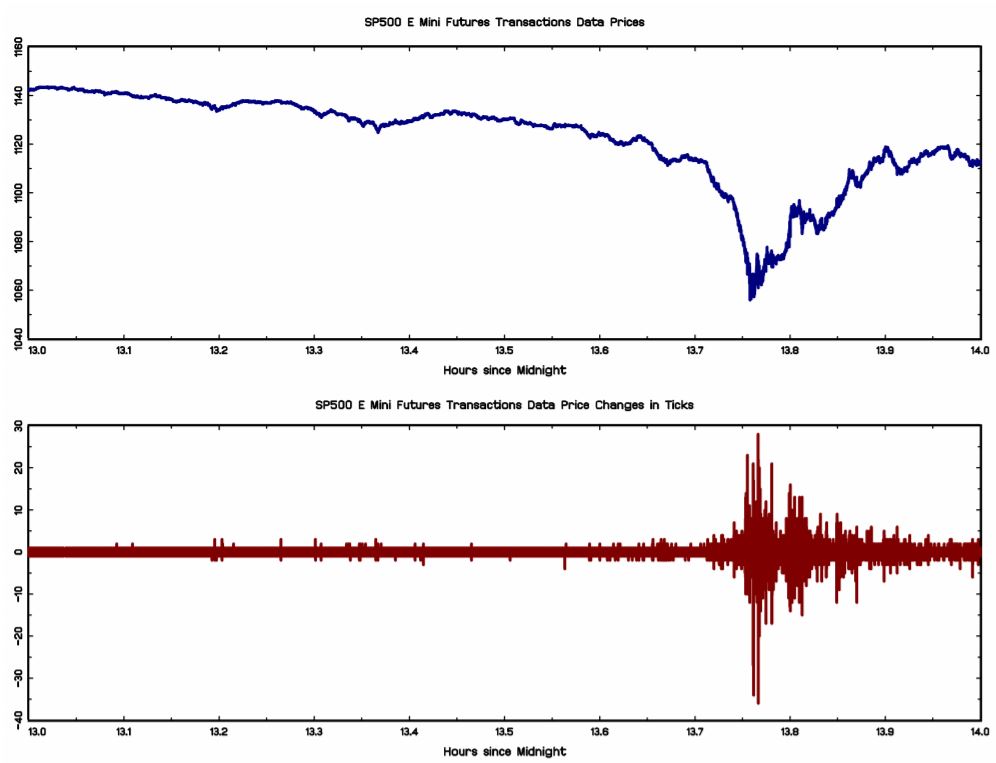 SP500 E Mini Futures Transactions Data Prices
1160
1140
1120
1100
1080
1060
1040
13.0 13.1 13.2 13.3 13.4 13.5 13.6 13.7 13.8 13.9 14.0
Hours since Midnight
SP500 E Mini Futures Transactions Data Price Changes in Ticks
30
20
10
0
-10
-20
-30
-40
13.0 13.1 13.2 13.3 13.4 13.5 13.6 13.7 13.8 13.9 14.0
Hours since Midnight